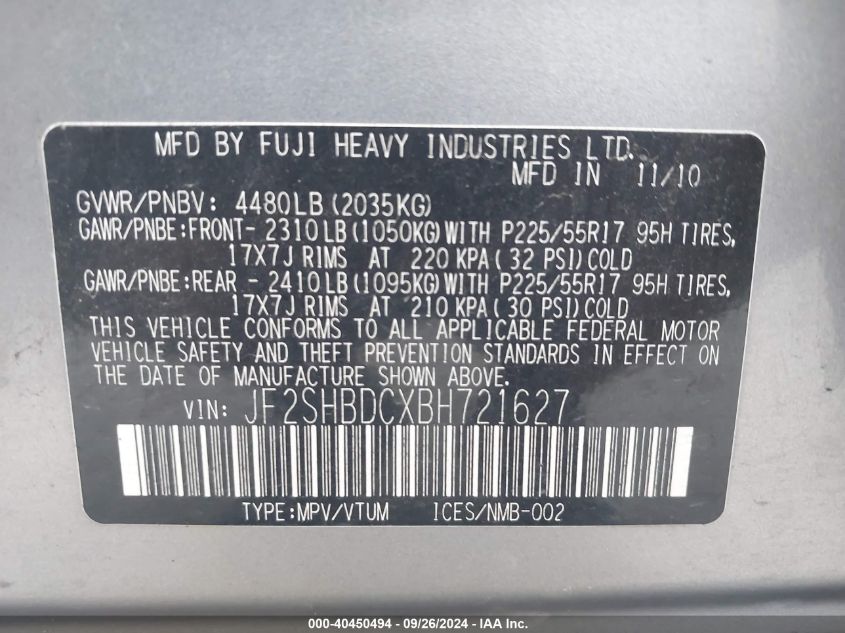 MFD BY FUJI HEAVY INDUSTRIES LTD.
MFD IN 11/10
GVWR/PNBV: 4480LB(2035KG)
GAWR/PNBE:FRONT- 2310LB(1050KG)WITH P225/55R17 95H TIRES,
17X7J RIMS AT 220 KPA(32 PSI)COLD
GAWR/PNBE:REAR - 2410LB(1095KG)WITH P225/55R17 95H TIRES,
17X7J RIMS AT 210 KPA(30 PSI)COLD
THIS VEHICLE CONFORMS TO ALL APPLICABLE FEDERAL MOTOR
VEHICLE SAFETY AND THEFT PREVENTION STANDARDS IN EFFECT ON
THE DATE OF MANUFACTURE SHOWN ABOVE.
VIN: JF2SHBDCXBH721627
TYPE:MPV/VTUM ICES/NMB-002
000-40450494 - 09/26/2024 - IAA Inc.